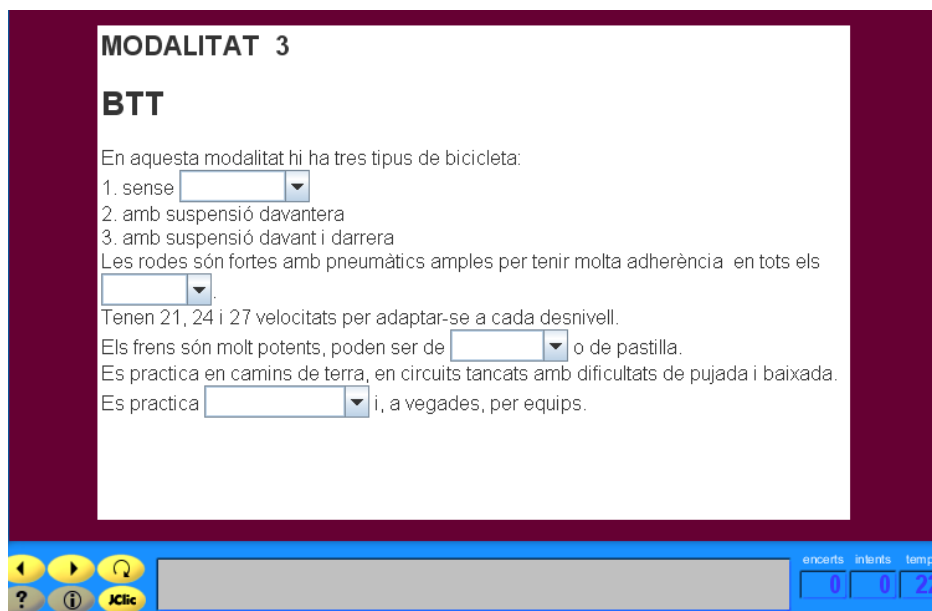 MODALITAT 3
BTT
En aquesta modalitat hi ha tres tipus de bicicleta:
1. sense
2. amb suspensió davantera
3. amb suspensió davant i darrera
Les rodes són fortes amb pneumàtics amples per tenir molta adherència en tots els
.
Tenen 21, 24 i 27 velocitats per adaptar-se a cada desnivell.
Els frens són molt potents, poden ser de o de pastilla.
Es practica en camins de terra, en circuits tancats amb dificultats de pujada i baixada.
Es practica i, a vegades, per equips.
encerts intents temp
0 0 22
? i JClic